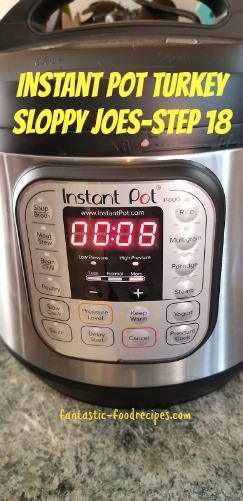 INSTANT POT TURKEY
SLOPPY JOES-STEP 18
Instant Pot®
IP-DUO
www.InstantPot.com
Soup/
Broth
Rice
00:08
Meat/
Stew
Multigrain
Low Pressure
High Pressure
Bean/
Chili
Porridge
Less
Normal
More
Poultry
- +
Steam
Slow
Cook
Pressure
Level
Keep
Warm
Yogurt
Sauté
Delay
Start
Cancel
Pressure
Cook
fantastic-foodrecipes.com